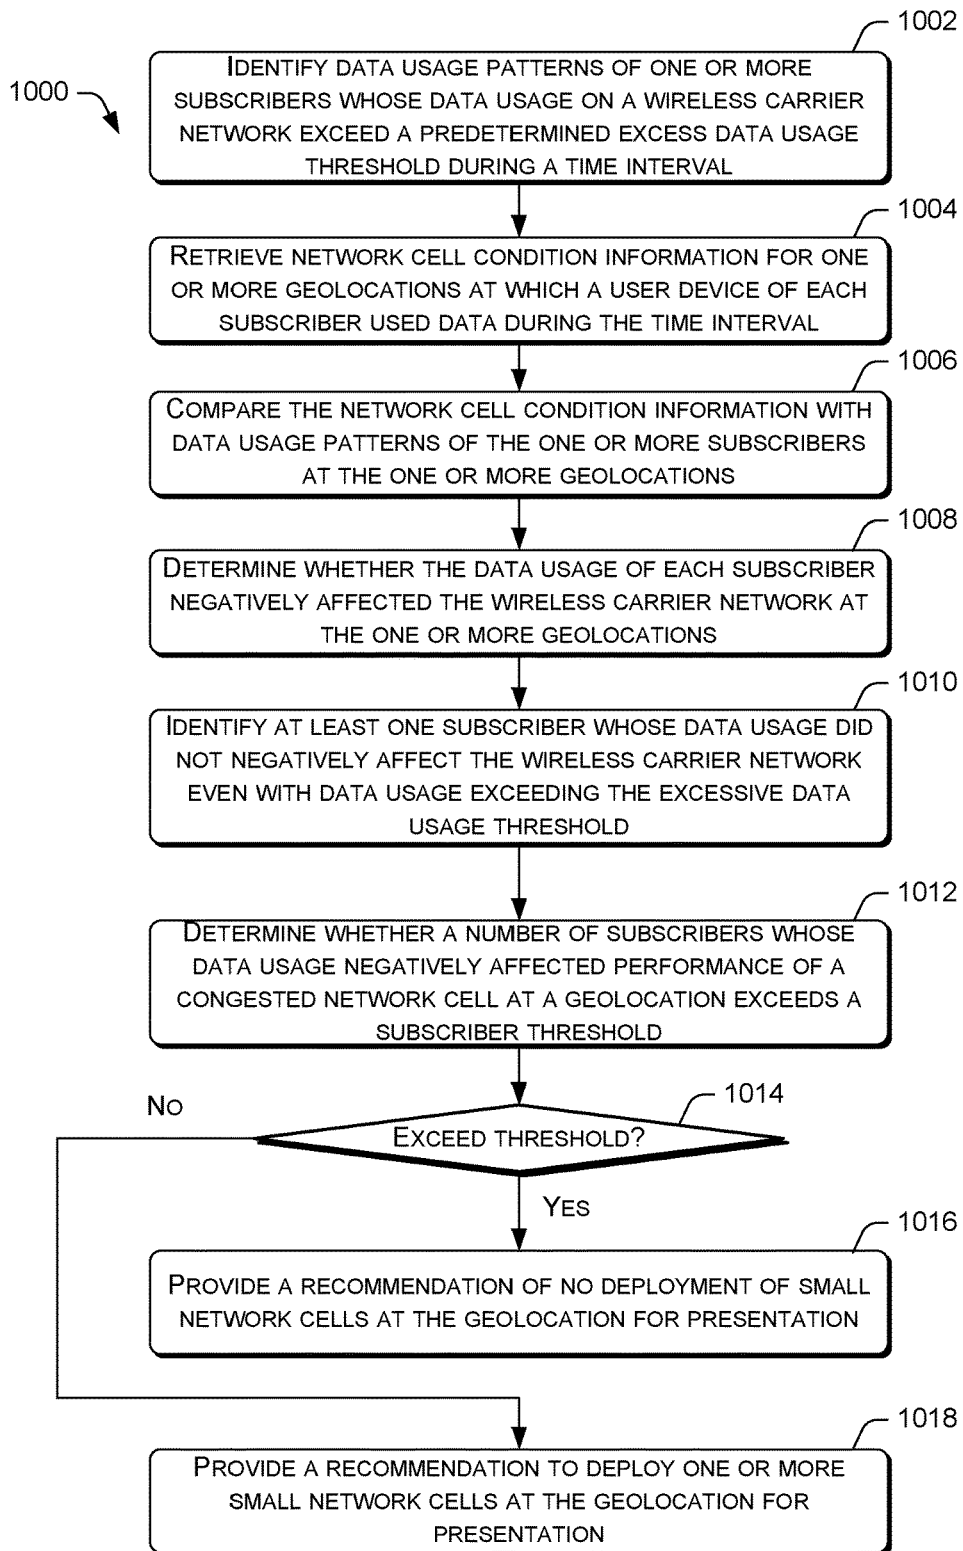 1002
1000
IDENTIFY DATA USAGE PATTERNS OF ONE OR MORE
SUBSCRIBERS WHOSE DATA USAGE ON A WIRELESS CARRIER
NETWORK EXCEED A PREDETERMINED EXCESS DATA USAGE
THRESHOLD DURING A TIME INTERVAL
1004
RETRIEVE NETWORK CELL CONDITION INFORMATION FOR ONE
OR MORE GEOLOCATIONS AT WHICH A USER DEVICE OF EACH
SUBSCRIBER USED DATA DURING THE TIME INTERVAL
1006
COMPARE THE NETWORK CELL CONDITION INFORMATION WITH
DATA USAGE PATTERNS OF THE ONE OR MORE SUBSCRIBERS
AT THE ONE OR MORE GEOLOCATIONS
1008
DETERMINE WHETHER THE DATA USAGE OF EACH SUBSCRIBER
NEGATIVELY AFFECTED THE WIRELESS CARRIER NETWORK AT
THE ONE OR MORE GEOLOCATIONS
1010
IDENTIFY AT LEAST ONE SUBSCRIBER WHOSE DATA USAGE DID
NOT NEGATIVELY AFFECT THE WIRELESS CARRIER NETWORK
EVEN WITH DATA USAGE EXCEEDING THE EXCESSIVE DATA
USAGE THRESHOLD
1012
DETERMINE WHETHER A NUMBER OF SUBSCRIBERS WHOSE
DATA USAGE NEGATIVELY AFFECTED PERFORMANCE OF A
CONGESTED NETWORK CELL AT A GEOLOCATION EXCEEDS A
SUBSCRIBER THRESHOLD
1014
NO
EXCEED THRESHOLD?
YES
1016
PROVIDE A RECOMMENDATION OF NO DEPLOYMENT OF SMALL
NETWORK CELLS AT THE GEOLOCATION FOR PRESENTATION
1018
PROVIDE A RECOMMENDATION TO DEPLOY ONE OR MORE
SMALL NETWORK CELLS AT THE GEOLOCATION FOR
PRESENTATION